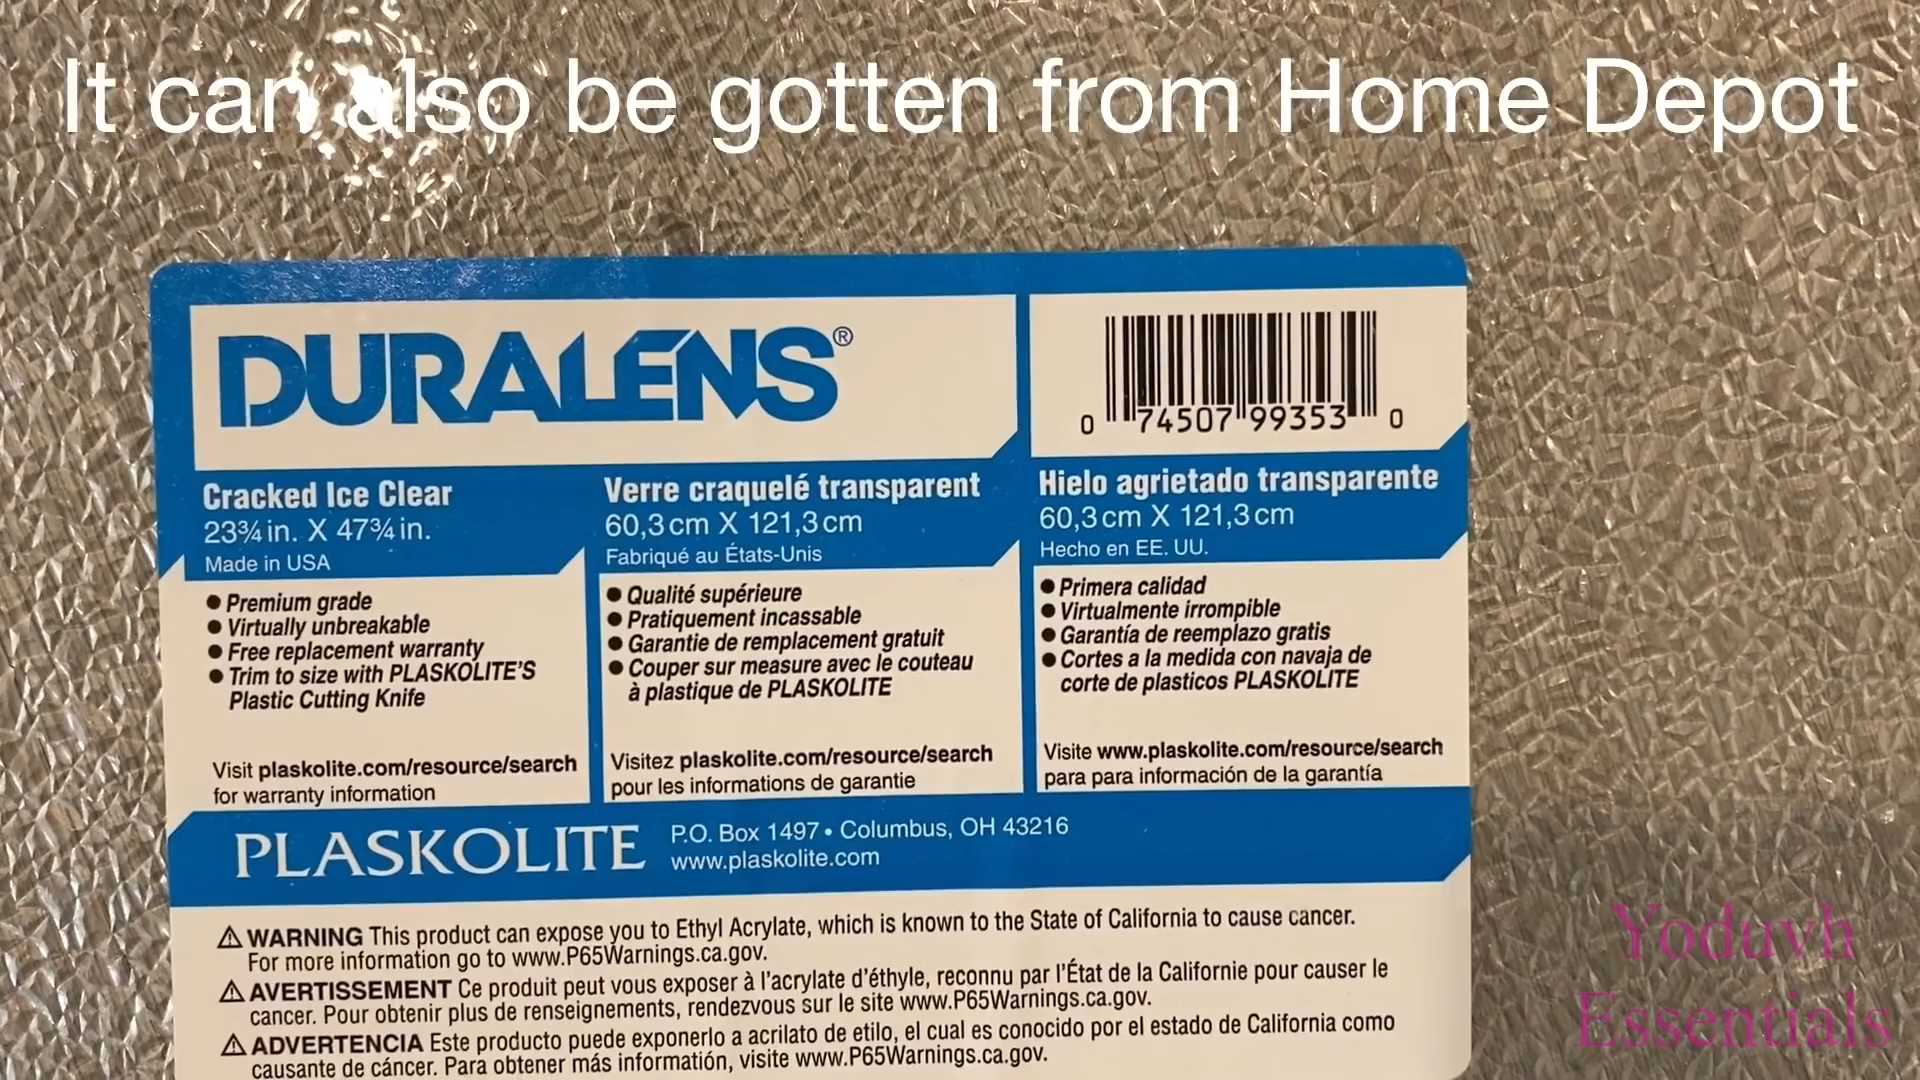 It can also be gotten from Home Depot
DURALENS®
0 74507 99353 0
Cracked Ice Clear
23¾ in. X 47¾ in.
Made in USA
● Premium grade
● Virtually unbreakable
● Free replacement warranty
● Trim to size with PLASKOLITE'S
Plastic Cutting Knife
Visit plaskolite.com/resource/search
for warranty information
Verre craquelé transparent
60,3 cm X 121,3 cm
Fabriqué au États-Unis
● Qualité supérieure
● Pratiquement incassable
● Garantie de remplacement gratuit
● Couper sur measure avec le couteau
à plastique de PLASKOLITE
Visitez plaskolite.com/resource/search
pour les informations de garantie
Hielo agrietado transparente
60,3 cm X 121,3 cm
Hecho en EE. UU.
● Primera calidad
● Virtualmente irrompible
● Garantía de reemplazo gratis
● Cortes a la medida con navaja de
corte de plasticos PLASKOLITE
Visite www.plaskolite.com/resource/search
para para información de la garantía
PLASKOLITE
P.O. Box 1497 • Columbus, OH 43216
www.plaskolite.com
⚠ WARNING This product can expose you to Ethyl Acrylate, which is known to the State of California to cause cancer.
For more information go to www.P65Warnings.ca.gov.
⚠ AVERTISSEMENT Ce produit peut vous exposer à l'acrylate d'éthyle, reconnu par l'État de la Californie pour causer le
cancer. Pour obtenir plus de renseignements, rendezvous sur le site www.P65Warnings.ca.gov.
⚠ ADVERTENCIA Este producto puede exponerlo a acrilato de etilo, el cual es conocido por el estado de California como
causante de cáncer. Para obtener más informatión, visite www.P65Warnings.ca.gov.
Yoduvh
Essentials